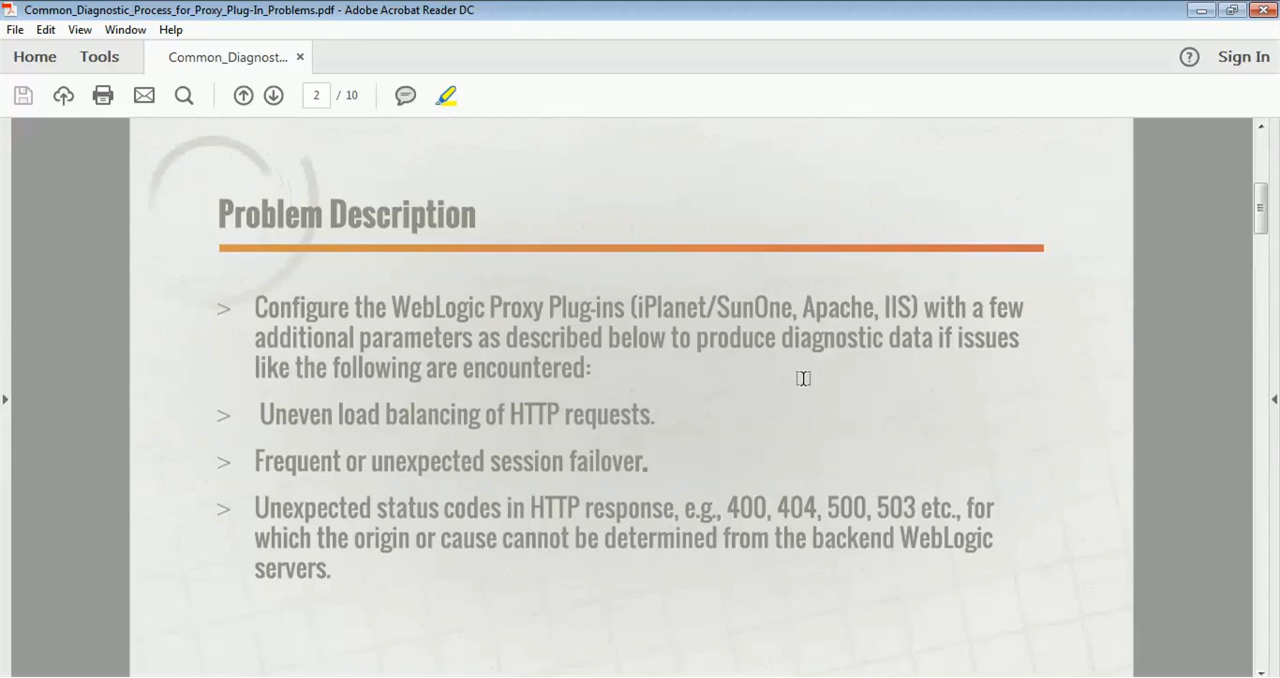 Common_Diagnostic_Process_for_Proxy_Plug-In_Problems.pdf - Adobe Acrobat Reader DC
File Edit View Window Help
Home Tools Common_Diagnost... × ? Sign In
2 / 10
Problem Description
> Configure the WebLogic Proxy Plug-ins (iPlanet/SunOne, Apache, IIS) with a few
additional parameters as described below to produce diagnostic data if issues
like the following are encountered:
> Uneven load balancing of HTTP requests.
> Frequent or unexpected session failover.
> Unexpected status codes in HTTP response, e.g., 400, 404, 500, 503 etc., for
which the origin or cause cannot be determined from the backend WebLogic
servers.